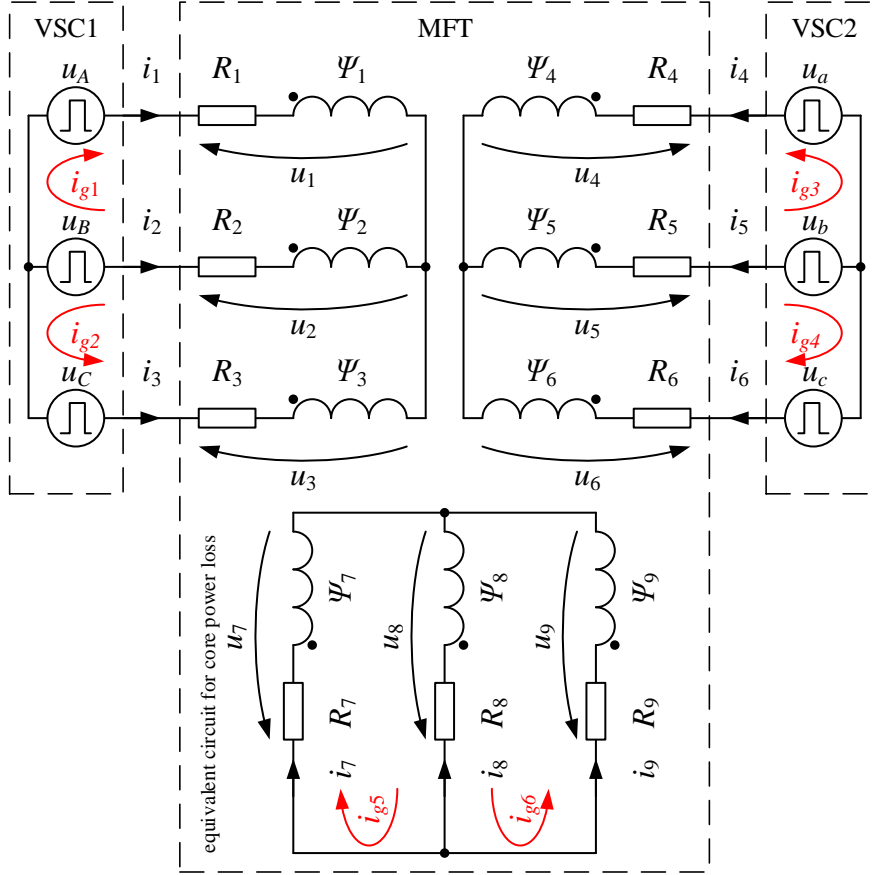 VSC1 MFT VSC2
u_A i_1 R_1 Ψ_1 Ψ_4 R_4 i_4 u_a
i_g1 u_1 u_4 i_g3
u_B i_2 R_2 Ψ_2 Ψ_5 R_5 i_5 u_b
i_g2 u_2 u_5 i_g4
u_C i_3 R_3 Ψ_3 Ψ_6 R_6 i_6 u_c
u_3 u_6
equivalent circuit for core power loss
u_7 Ψ_7 u_8 Ψ_8 u_9 Ψ_9
R_7 R_8 R_9
i_7 i_8 i_9
i_g5 i_g6